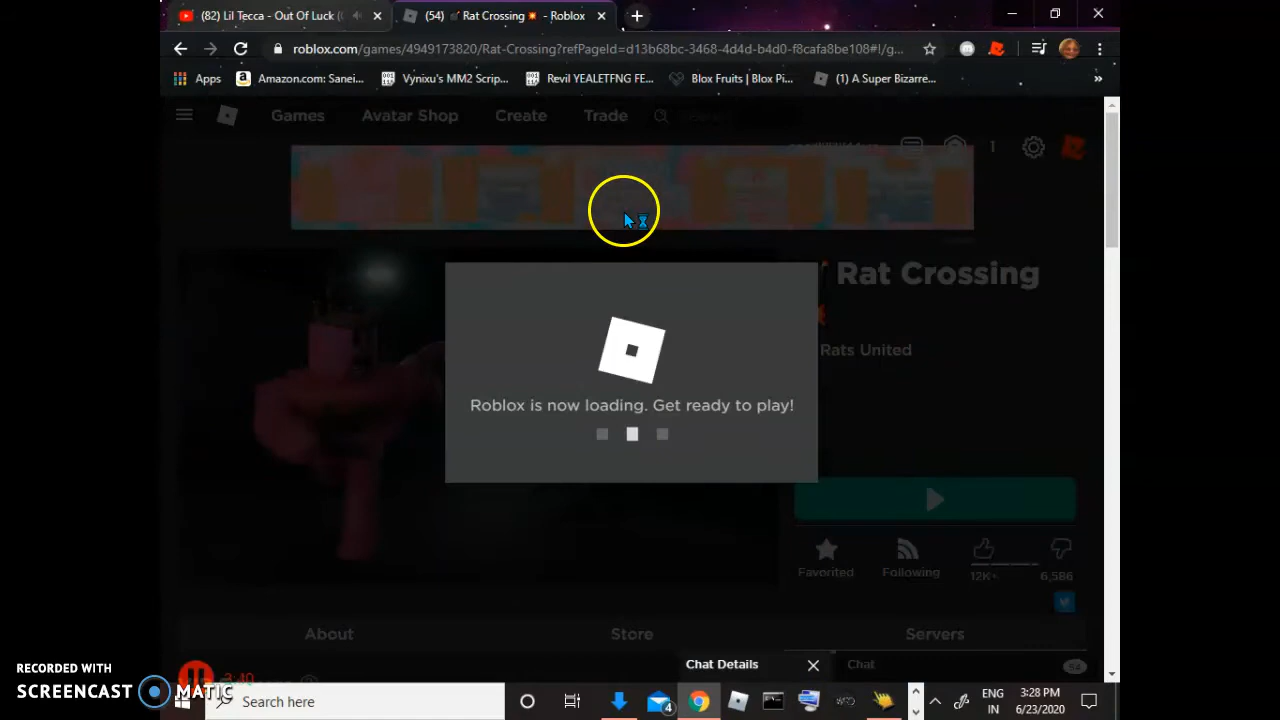 (82) Lil Tecca - Out Of Luck (
(54) Rat Crossing - Roblox
roblox.com/games/4949173820/Rat-Crossing?refPageId=d13b68bc-3468-4d4d-b4d0-f8cafa8be108#!/g...
Apps
Amazon.com: Sanei...
Vynixu's MM2 Scrip...
Revil YEALETFNG FE...
Blox Fruits | Blox Pi...
(1) A Super Bizarre...
»
Games
Avatar Shop
Create
Trade
1
Rat Crossing
Rats United
Roblox is now loading. Get ready to play!
Favorited
Following
12K+
6,586
About
Store
Servers
Chat Details
Chat
RECORDED WITH
SCREENCAST MATIC
3:40
Search here
4
ENG
IN
3:28 PM
6/23/2020